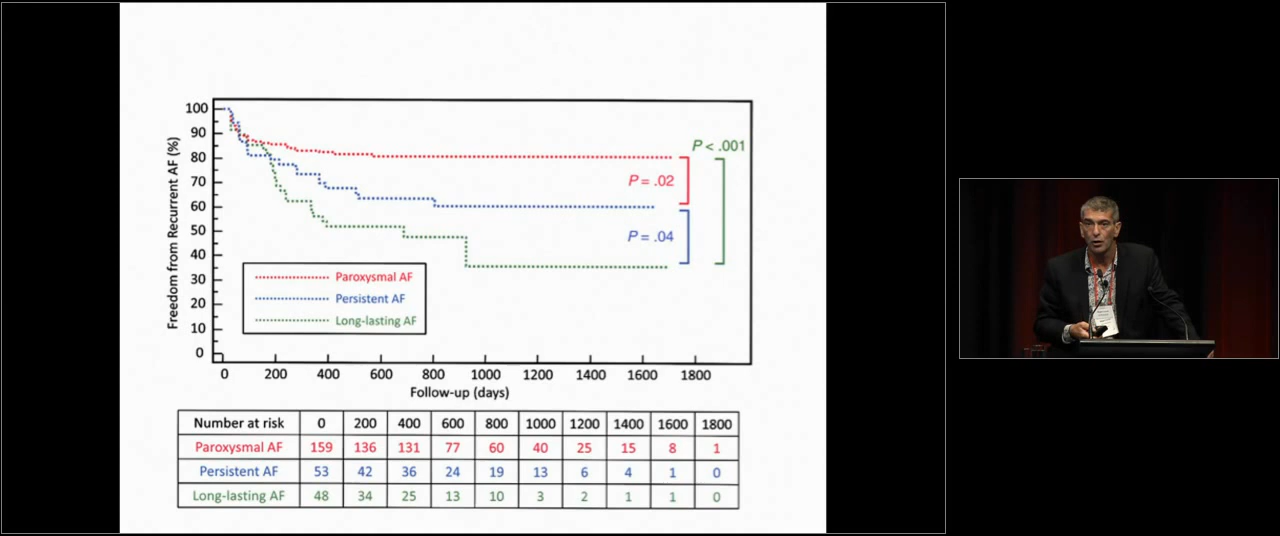 100
90
80
70
60
50
40
30
20
10
0
Freedom from Recurrent AF (%)
P < .001
P = .02
P = .04
Paroxysmal AF
Persistent AF
Long-lasting AF
0 200 400 600 800 1000 1200 1400 1600 1800
Follow-up (days)
Number at risk 0 200 400 600 800 1000 1200 1400 1600 1800
Paroxysmal AF 159 136 131 77 60 40 25 15 8 1
Persistent AF 53 42 36 24 19 13 6 4 1 0
Long-lasting AF 48 34 25 13 10 3 2 1 1 0